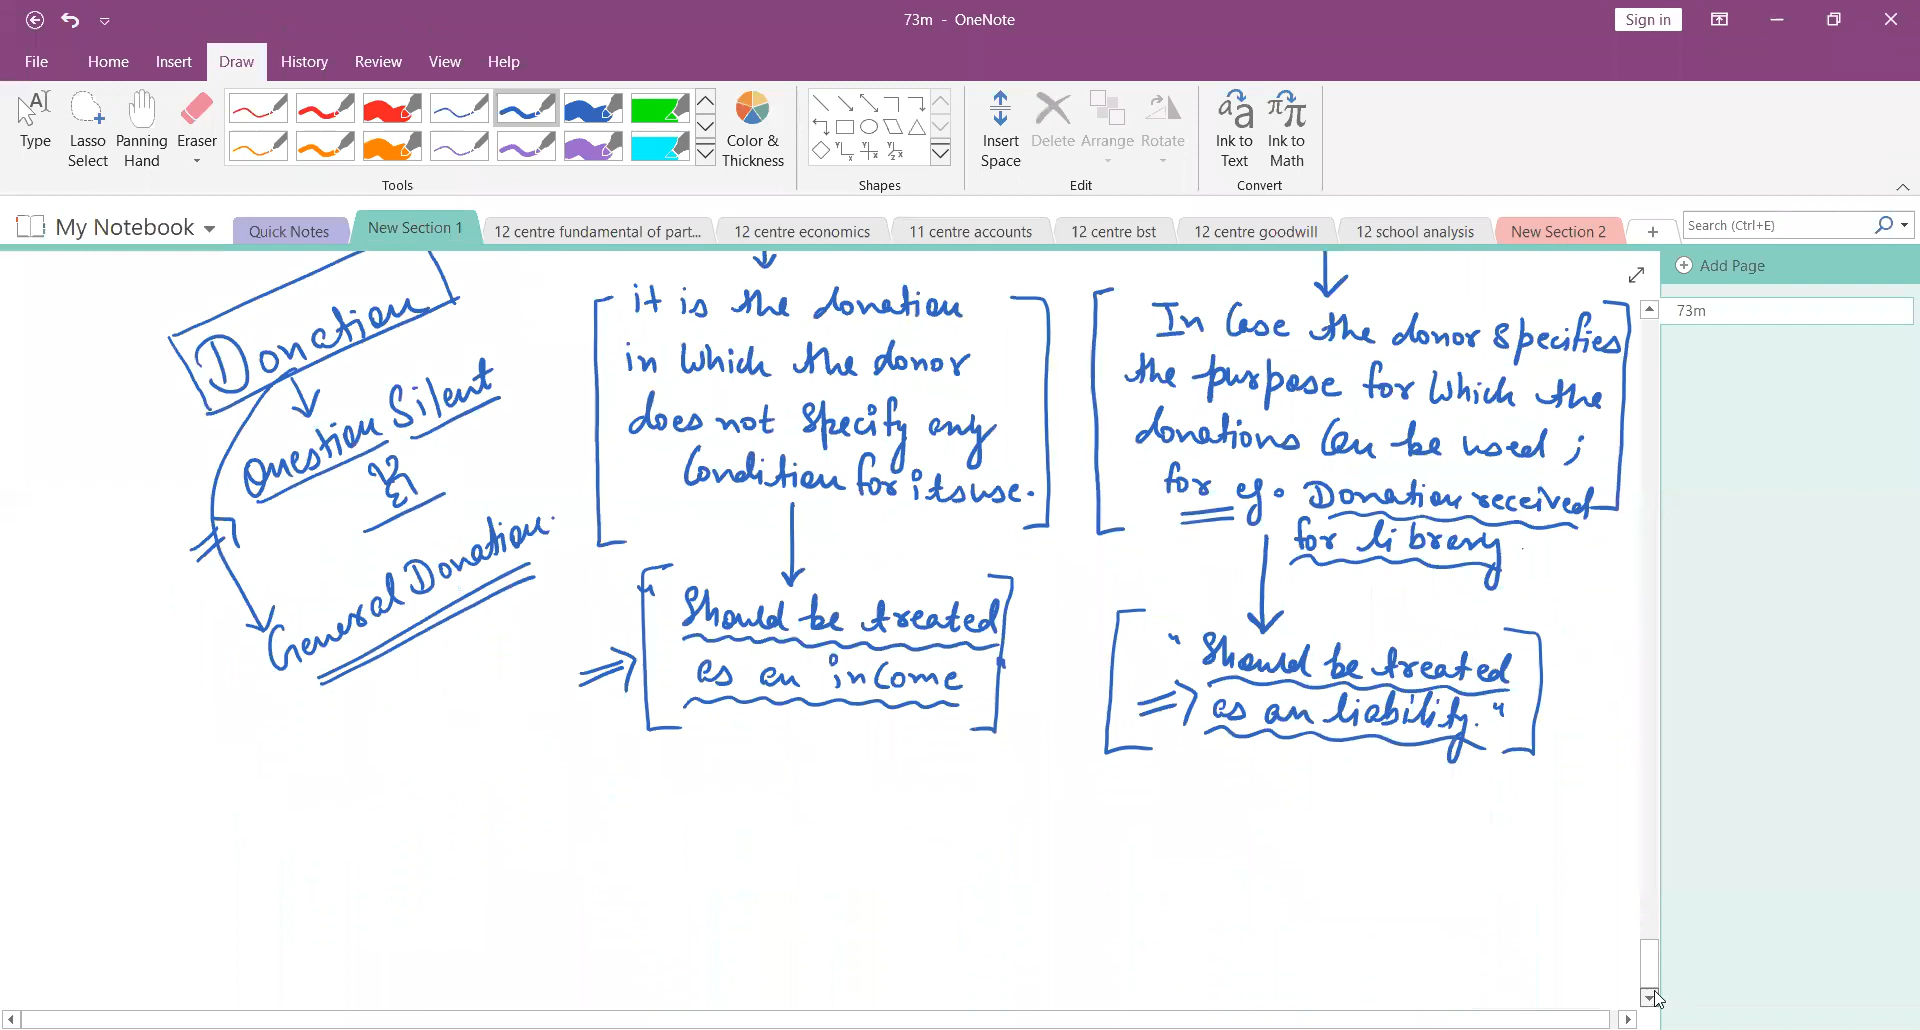 73m - OneNote
Sign in
File
Home
Insert
Draw
History
Review
View
Help
Type
Lasso
Select
Panning
Hand
Eraser
Color &
Thickness
Insert
Space
Delete
Arrange
Rotate
Ink to
Text
Ink to
Math
Tools
Shapes
Edit
Convert
My Notebook
Quick Notes
New Section 1
12 centre fundamental of part...
12 centre economics
11 centre accounts
12 centre bst
12 centre goodwill
12 school analysis
New Section 2
Search (Ctrl+E)
Add Page
73m
Donation
Question Silent
General Donation.
it is the donation
in which the donor
does not specify any
Condition for its use.
Should be treated
as an income
In Case the donor specifies
the purpose for which the
donations can be used ;
for eg. Donation received
for library
" Should be treated
as an liability. "